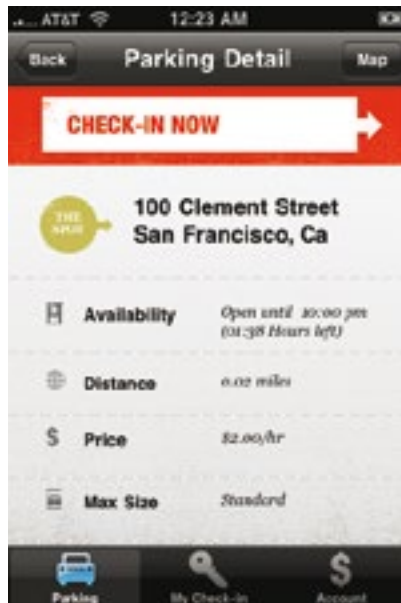 AT&T 12:23 AM
Back Parking Detail Map
CHECK-IN NOW
THE
SPOT
100 Clement Street
San Francisco, Ca
Availability Open until 10:00 pm
(01:38 Hours left)
Distance 0.02 miles
$ Price $2.00/hr
Max Size Standard
$
Parking My Check-in Account